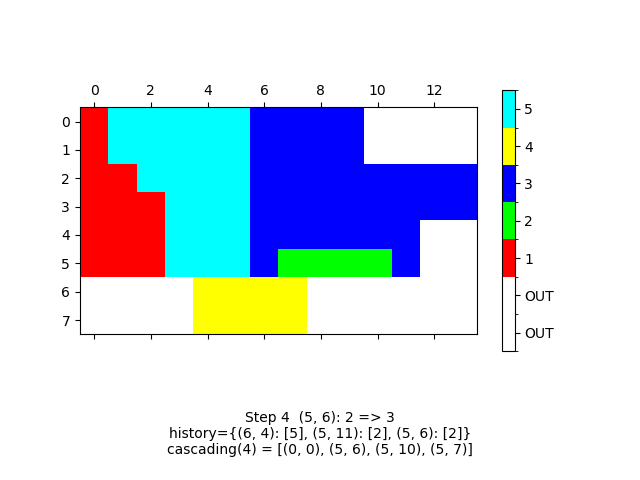 0 2 4 6 8 10 12
0
1
2
3
4
5
6
7
5
4
3
2
1
OUT
OUT
Step 4  (5, 6): 2 => 3
history={(6, 4): [5], (5, 11): [2], (5, 6): [2]}
cascading(4) = [(0, 0), (5, 6), (5, 10), (5, 7)]